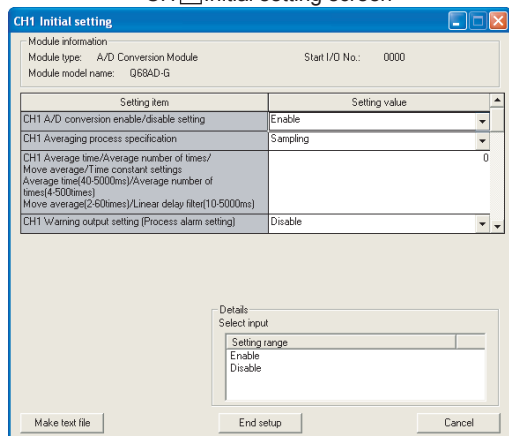 CH□Initial setting screen
CH1 Initial setting
Module information
Module type: A/D Conversion Module Start I/O No.: 0000
Module model name: Q68AD-G
Setting item Setting value
CH1 A/D conversion enable/disable setting Enable
CH1 Averaging process specification Sampling
CH1 Average time/Average number of times/ 0
Move average/Time constant settings
Average time(40-5000ms)/Average number of
times(4-500times)
Move average(2-60times)/Linear delay filter(10-5000ms)
CH1 Warning output setting (Process alarm setting) Disable
Details
Select input
Setting range
Enable
Disable
Make text file End setup Cancel